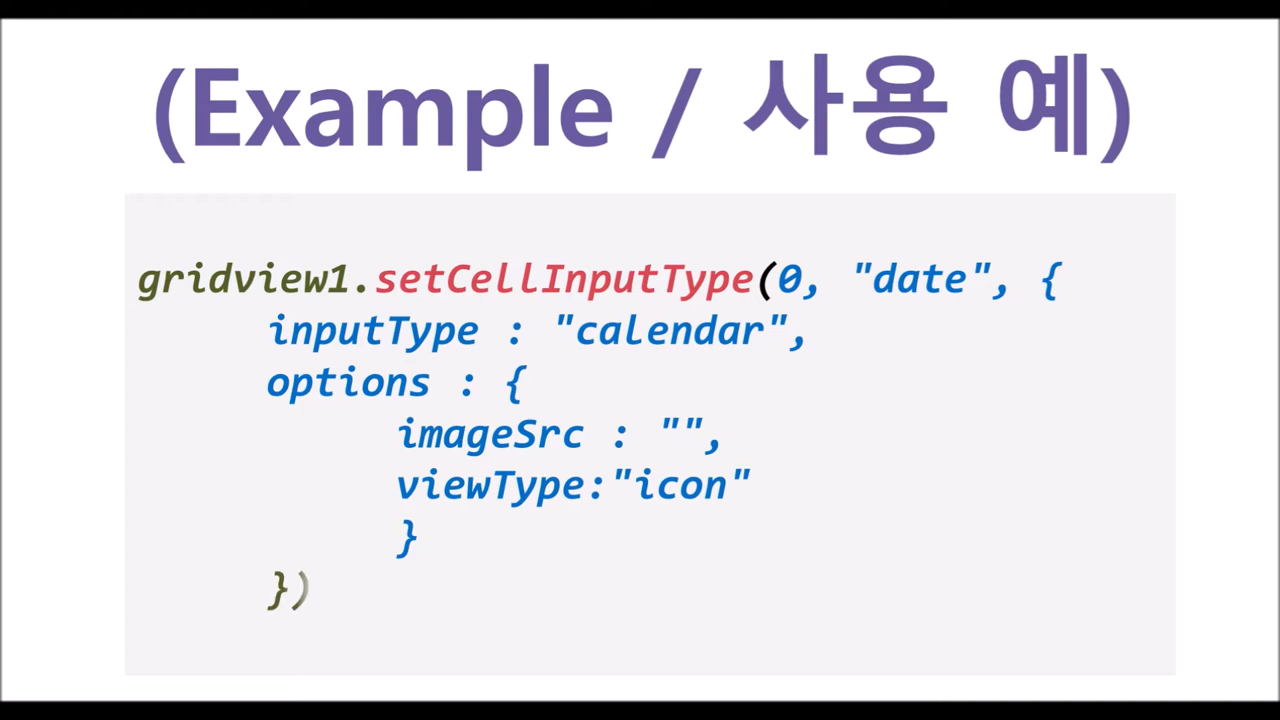 (Example / 사용 예)
gridview1.setCellInputType(0, "date", {
inputType : "calendar",
options : {
imageSrc : "",
viewType:"icon"
}
})